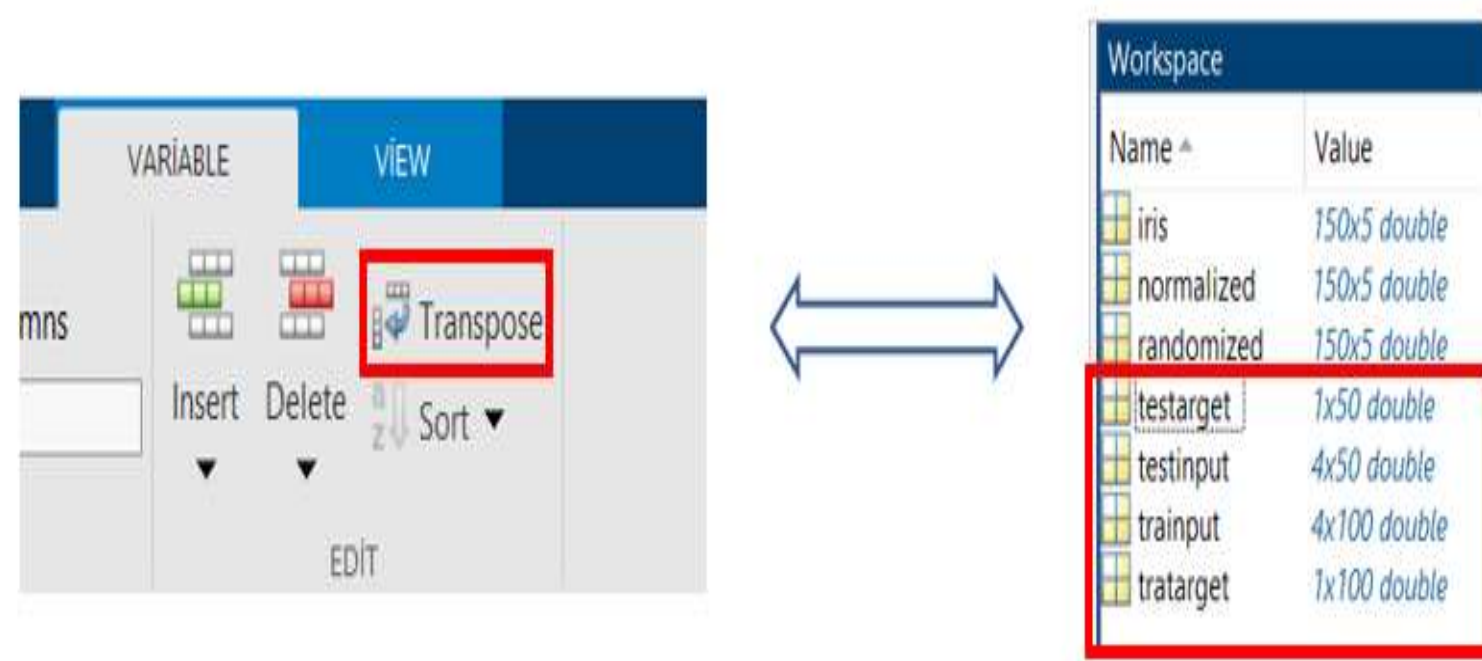 VARİABLE VİEW
mns
Insert Delete
Transpose
Sort
EDİT
Workspace
Name Value
iris 150x5 double
normalized 150x5 double
randomized 150x5 double
testarget 1x50 double
testinput 4x50 double
trainput 4x100 double
tratarget 1x100 double